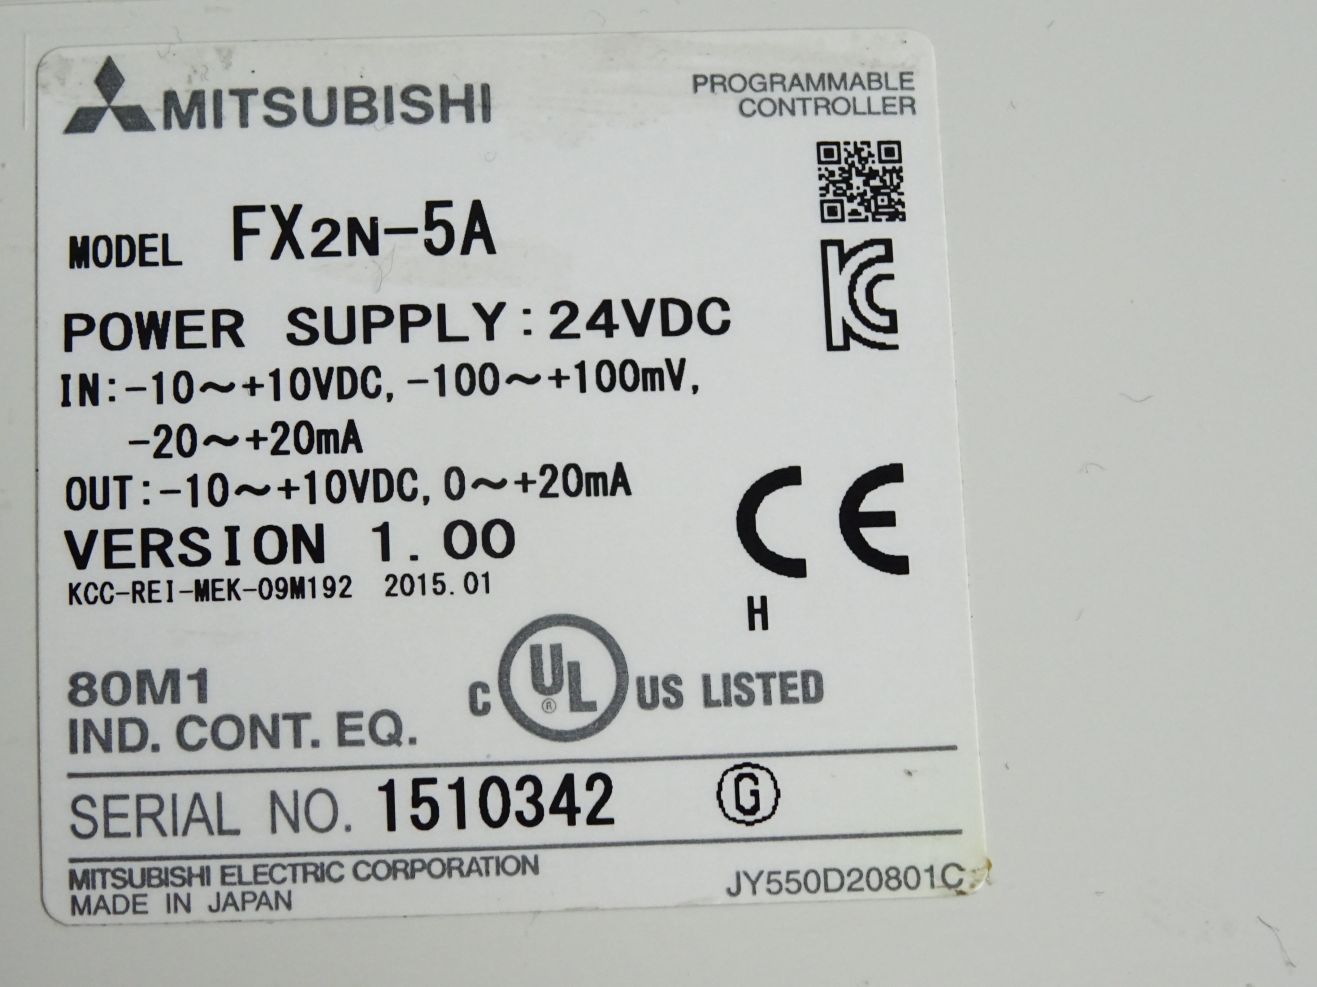 MITSUBISHI
PROGRAMMABLE
CONTROLLER
MODEL FX2N-5A
POWER SUPPLY:24VDC
IN:-10～+10VDC, -100～+100mV,
-20～+20mA
OUT:-10～+10VDC, 0～+20mA
VERSION 1.00
KCC-REI-MEK-09M192 2015.01
CE
H
80M1
IND. CONT. EQ.
C UL ® US LISTED
SERIAL NO. 1510342 G
MITSUBISHI ELECTRIC CORPORATION
MADE IN JAPAN
JY550D20801C